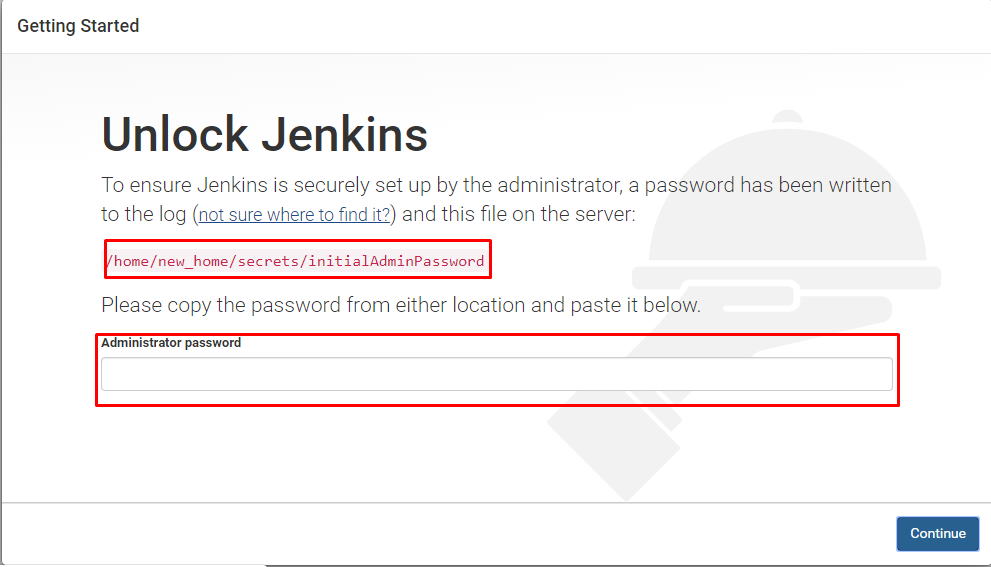 Getting Started
Unlock Jenkins
To ensure Jenkins is securely set up by the administrator, a password has been written
to the log (not sure where to find it?) and this file on the server:
/home/new_home/secrets/initialAdminPassword
Please copy the password from either location and paste it below.
Administrator password
Continue